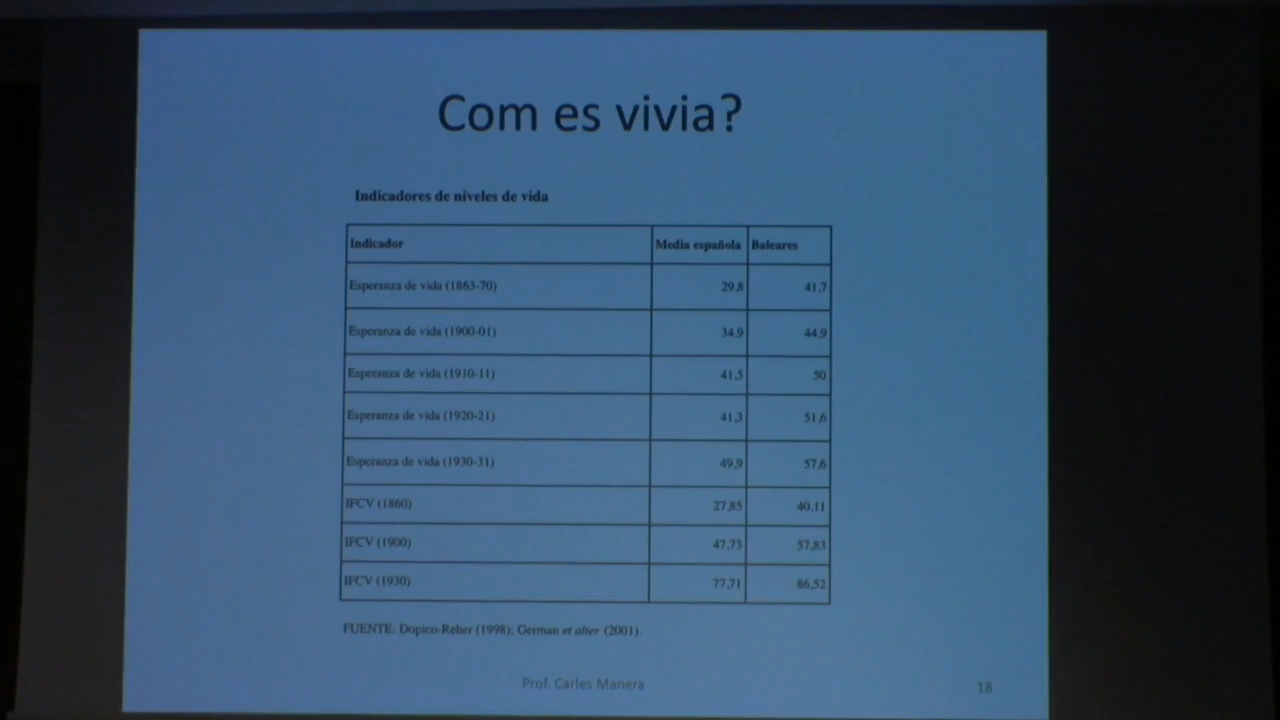 Com es vivia?
Indicadores de niveles de vida
Indicador Media española Baleares
Esperanza de vida (1863-70) 29,8 41,7
Esperanza de vida (1900-01) 34,9 44,9
Esperanza de vida (1910-11) 41,5 50
Esperanza de vida (1920-21) 41,3 51,6
Esperanza de vida (1930-31) 49,9 57,6
IFCV (1860) 27,85 40,11
IFCV (1900) 47,73 57,83
IFCV (1930) 77,71 86,52
FUENTE: Dopico-Reher (1998); German et alter (2001).
Prof. Carles Manera 18